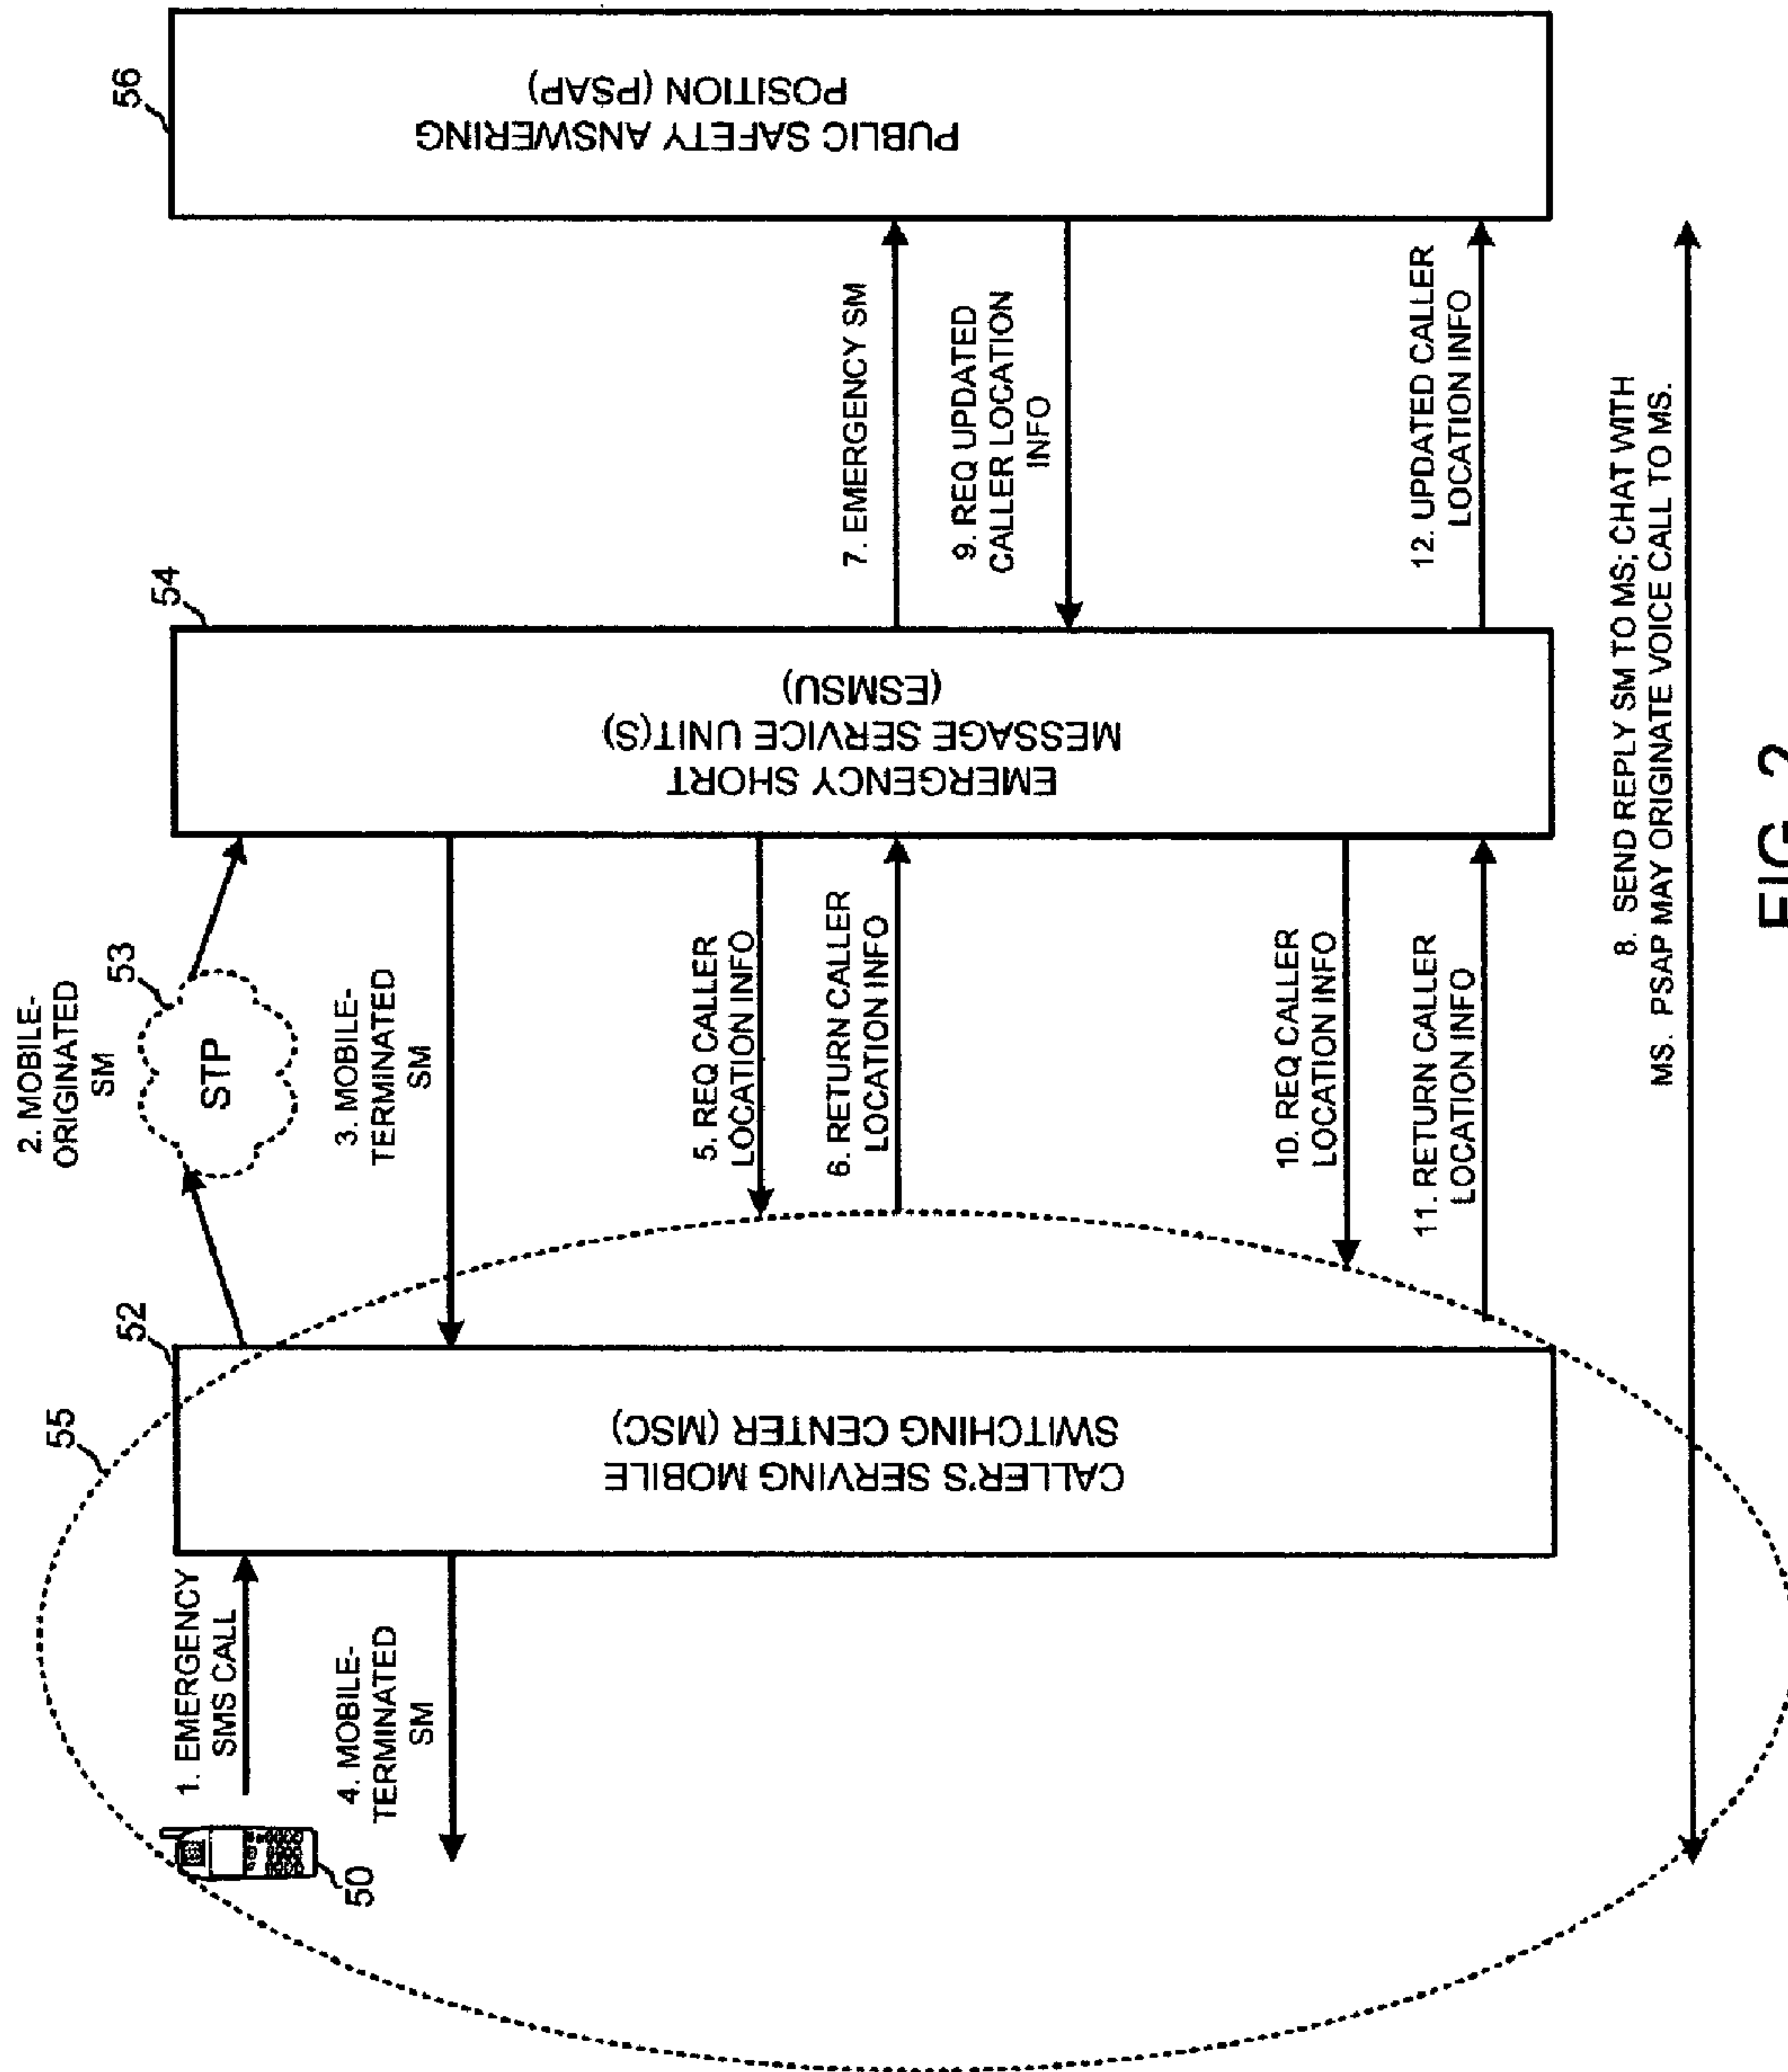 55
50
1. EMERGENCY
SMS CALL
4. MOBILE-
TERMINATED
SM
52
CALLER'S SERVING MOBILE
SWITCHING CENTER (MSC)
2. MOBILE-
ORIGINATED
SM
53
STP
3. MOBILE-
TERMINATED
SM
5. REQ CALLER
LOCATION INFO
6. RETURN CALLER
LOCATION INFO
10. REQ CALLER
LOCATION INFO
11. RETURN CALLER
LOCATION INFO
54
EMERGENCY SHORT
MESSAGE SERVICE UNIT(S)
(ESMSU)
7. EMERGENCY SM
9. REQ UPDATED
CALLER LOCATION
INFO
12. UPDATED CALLER
LOCATION INFO
56
PUBLIC SAFETY ANSWERING
POSITION (PSAP)
8. SEND REPLY SM TO MS; CHAT WITH
MS. PSAP MAY ORIGINATE VOICE CALL TO MS.
FIG. 2